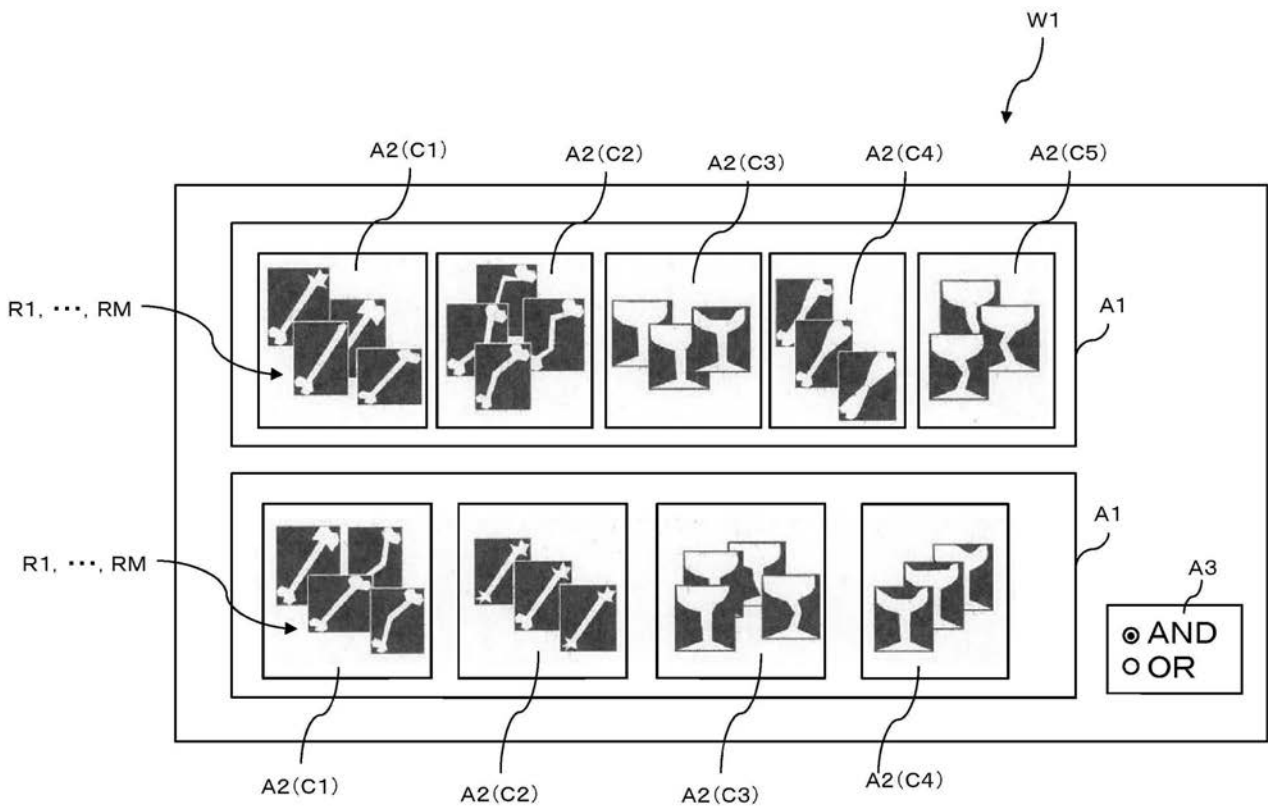 W1
A2(C1)
A2(C2)
A2(C3)
A2(C4)
A2(C5)
R1, ･･･, RM
A1
R1, ･･･, RM
A1
A3
AND
OR
A2(C1)
A2(C2)
A2(C3)
A2(C4)